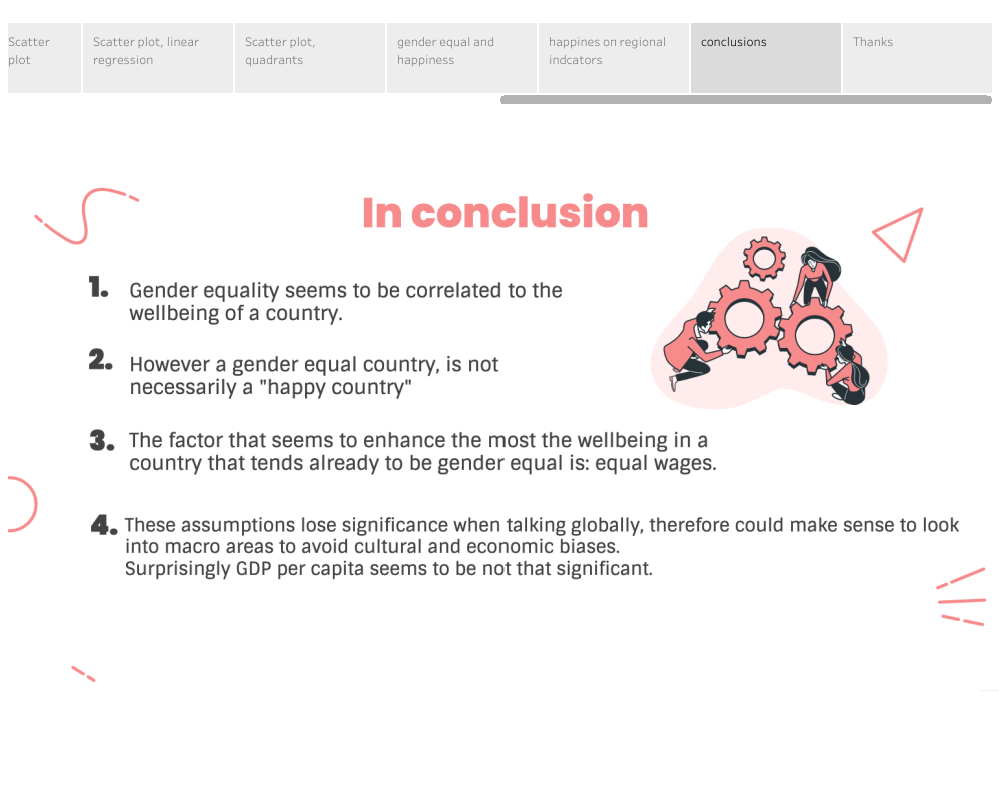 Scatter
plot
Scatter plot, linear
regression
Scatter plot,
quadrants
gender equal and
happiness
happines on regional
indcators
conclusions
Thanks
In conclusion
1. Gender equality seems to be correlated to the
wellbeing of a country.
2. However a gender equal country, is not
necessarily a "happy country"
3. The factor that seems to enhance the most the wellbeing in a
country that tends already to be gender equal is: equal wages.
4. These assumptions lose significance when talking globally, therefore could make sense to look
into macro areas to avoid cultural and economic biases.
Surprisingly GDP per capita seems to be not that significant.